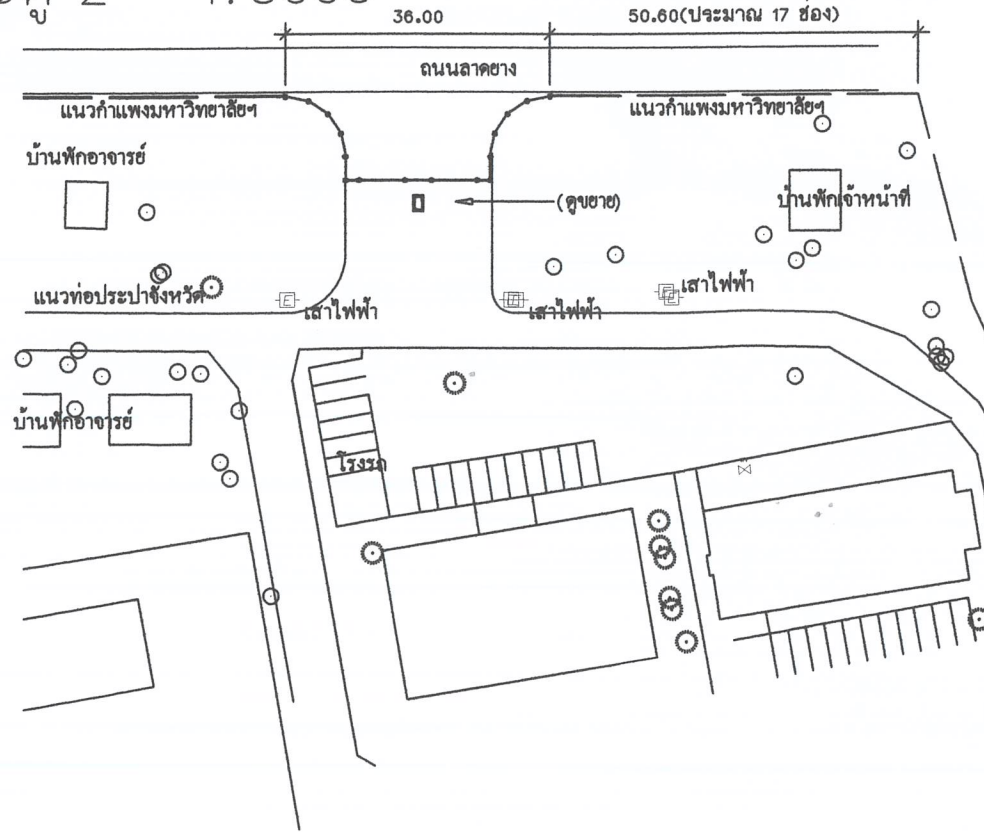 36.00
50.60(ประมาณ 17 ช่อง)
ถนนลาดยาง
แนวกำแพงมหาวิทยาลัยฯ
แนวกำแพงมหาวิทยาลัยฯ
บ้านพักอาจารย์
บ้านพักเจ้าหน้าที่
(ดูขยาย)
แนวท่อประปาจังหวัด
เสาไฟฟ้า
เสาไฟฟ้า
เสาไฟฟ้า
บ้านพักอาจารย์
โรงรถ